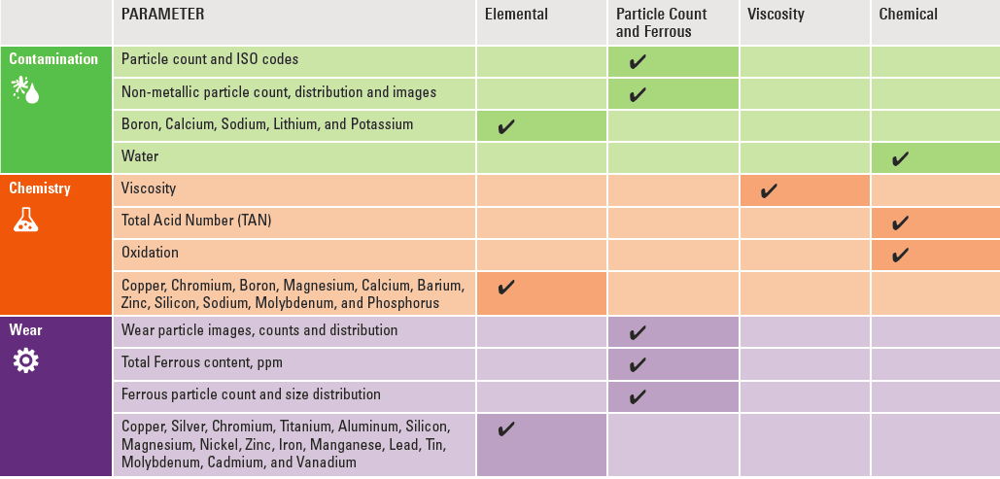 PARAMETER
Elemental
Particle Count
and Ferrous
Viscosity
Chemical
Contamination
Particle count and ISO codes
✔
Non-metallic particle count, distribution and images
✔
Boron, Calcium, Sodium, Lithium, and Potassium
✔
Water
✔
Chemistry
Viscosity
✔
Total Acid Number (TAN)
✔
Oxidation
✔
Copper, Chromium, Boron, Magnesium, Calcium, Barium,
Zinc, Silicon, Sodium, Molybdenum, and Phosphorus
✔
Wear
Wear particle images, counts and distribution
✔
Total Ferrous content, ppm
✔
Ferrous particle count and size distribution
✔
Copper, Silver, Chromium, Titanium, Aluminum, Silicon,
Magnesium, Nickel, Zinc, Iron, Manganese, Lead, Tin,
Molybdenum, Cadmium, and Vanadium
✔